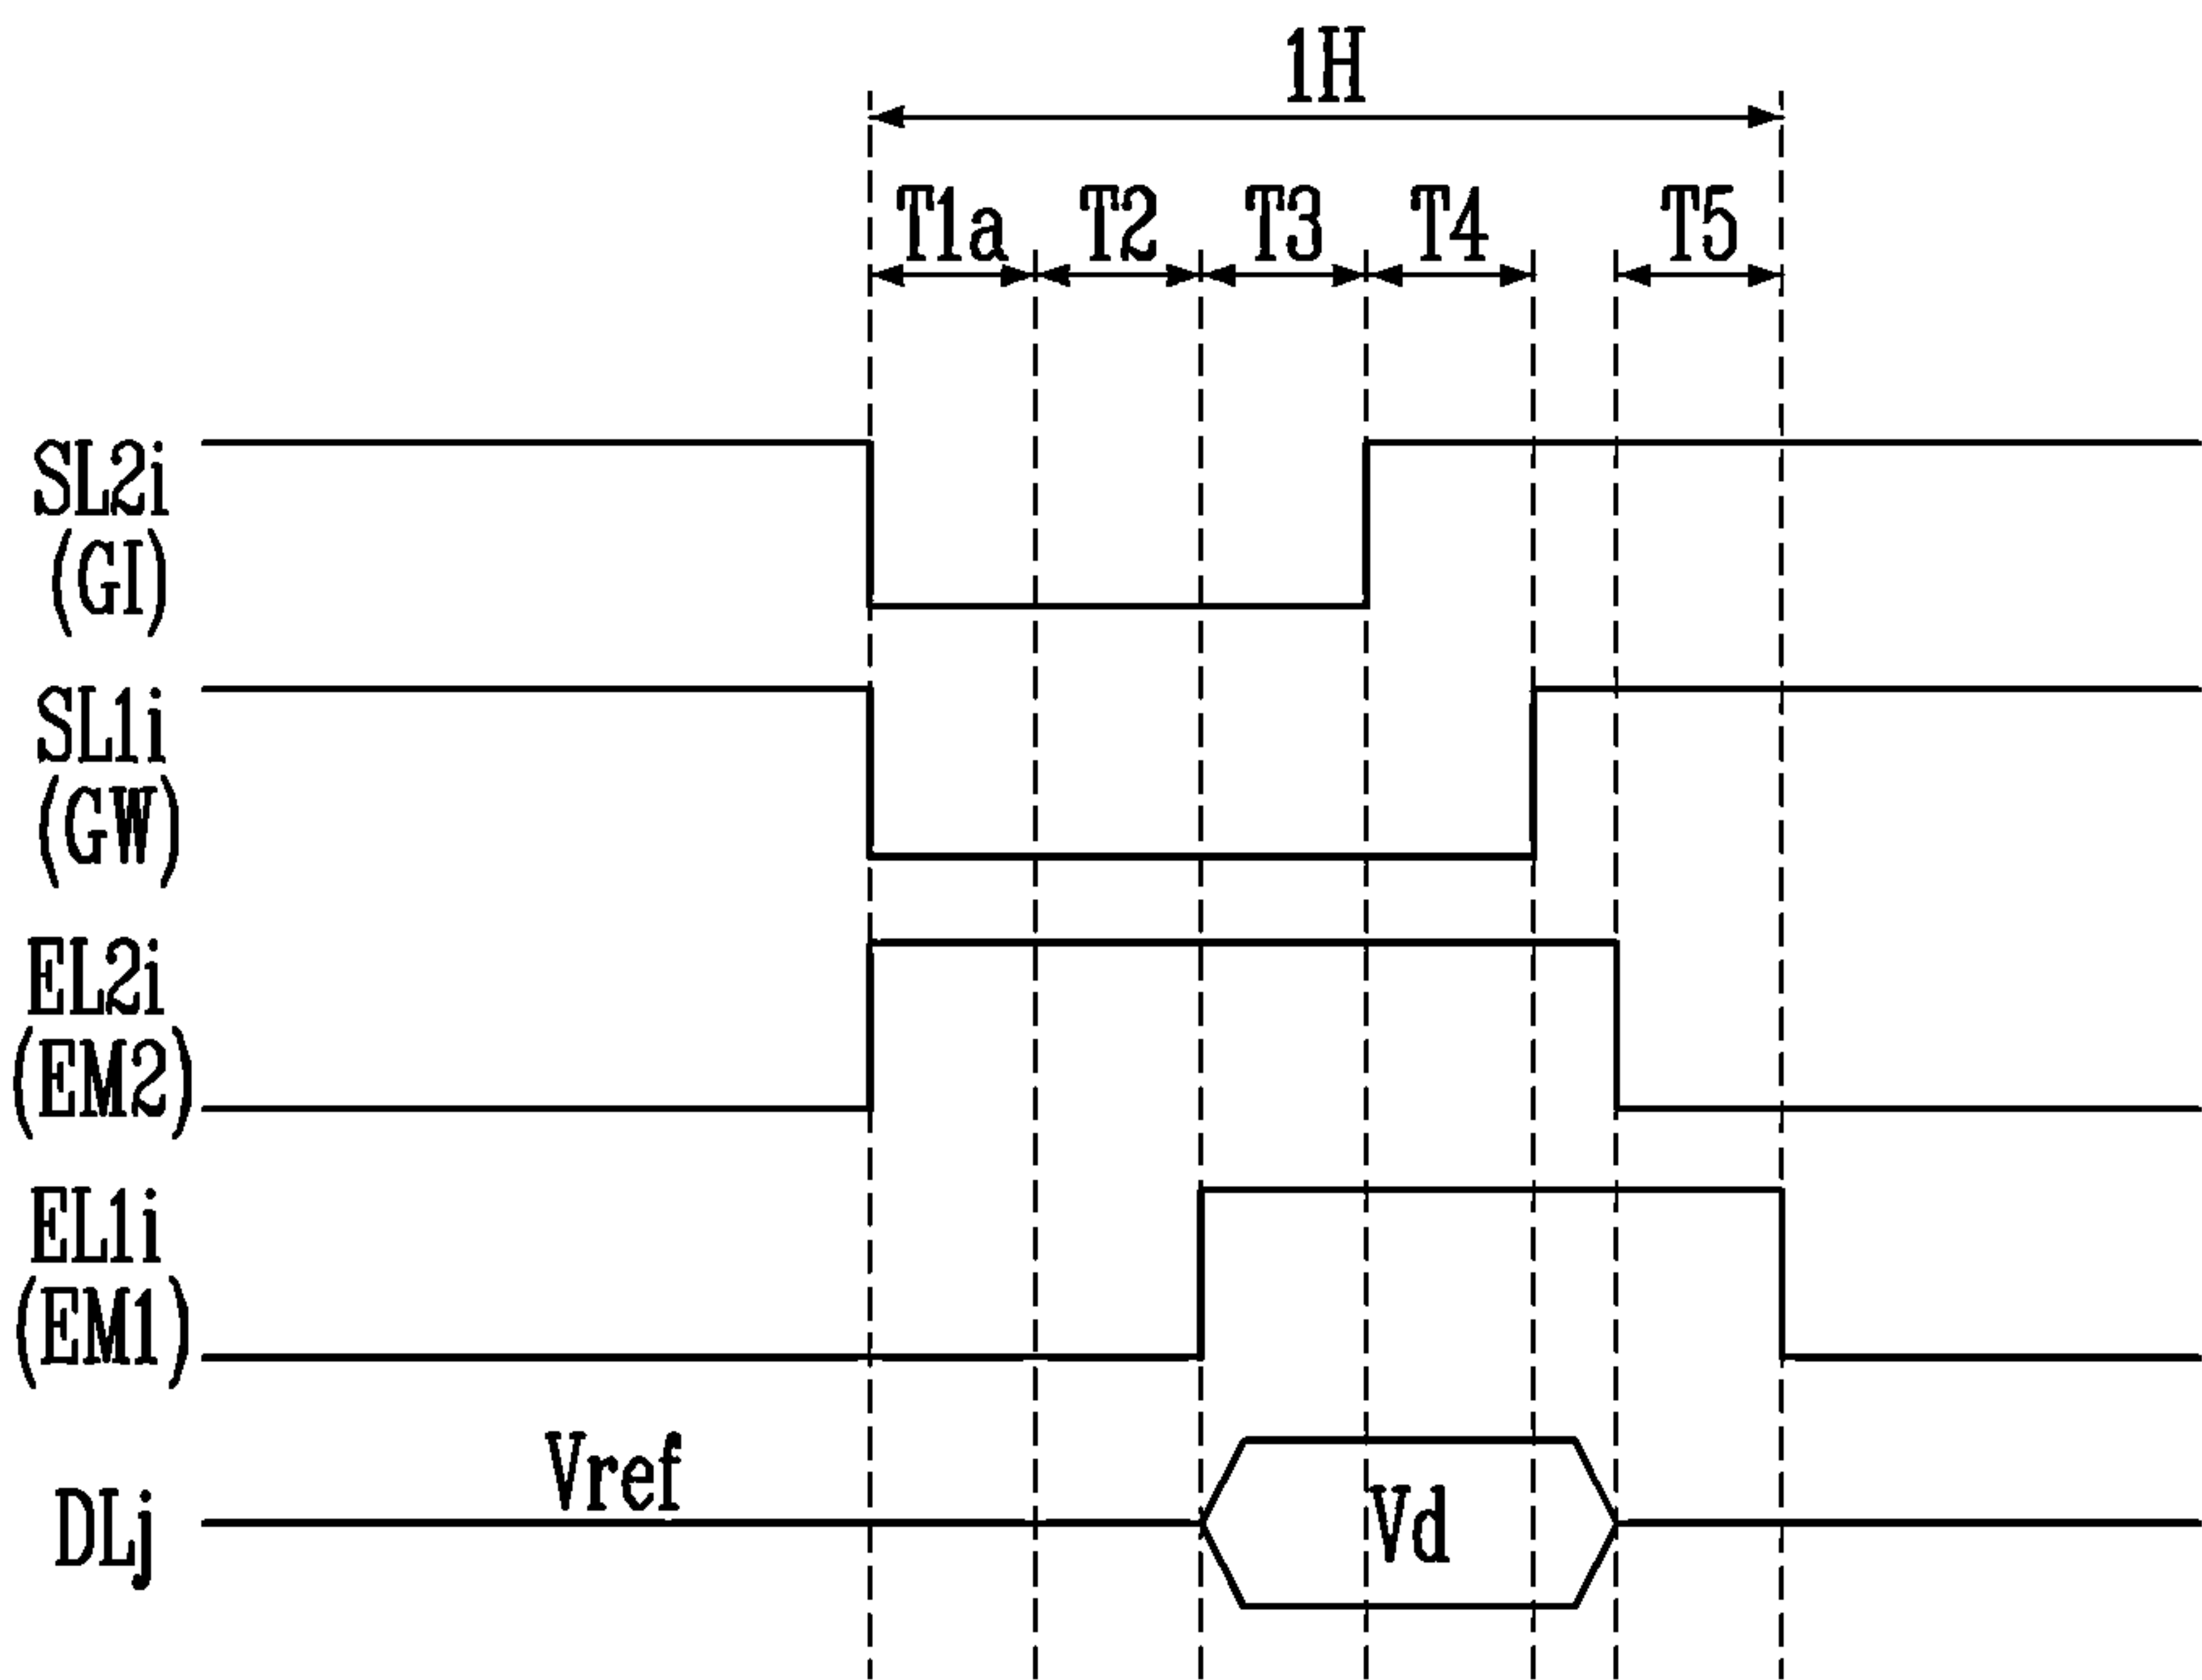 1H
T1a T2 T3 T4 T5
SL2i
(GI)
SL1i
(GW)
EL2i
(EM2)
EL1i
(EM1)
Vref
DLj
Vd